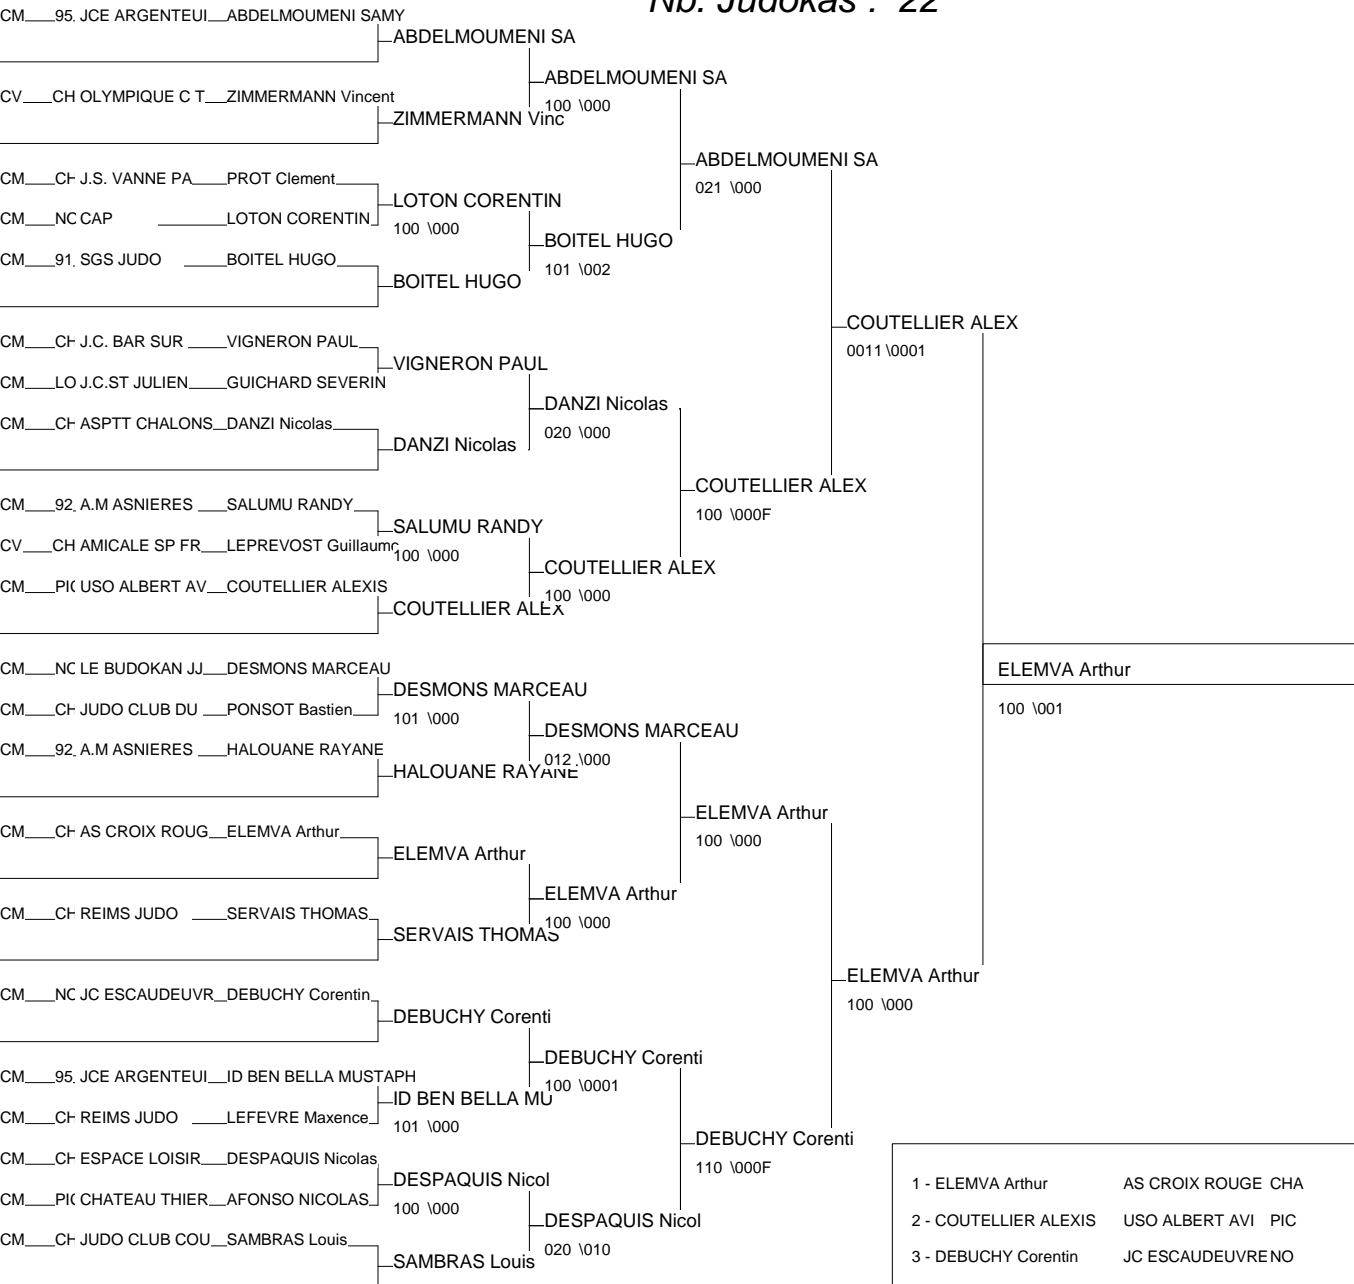 Nb. Judokas : 22
CM 95 JCE ARGENTEUI ABDELMOUMENI SAMY
ABDELMOUMENI SA
ABDELMOUMENI SA
100 \000
CV CH OLYMPIQUE C T ZIMMERMANN Vincent
ZIMMERMANN Vinc
ABDELMOUMENI SA
021 \000
CM CH J.S. VANNE PA PROT Clement
LOTON CORENTIN
100 \000
CM NC CAP LOTON CORENTIN
BOITEL HUGO
101 \002
CM 91 SGS JUDO BOITEL HUGO
BOITEL HUGO
COUTELLIER ALEX
0011 \0001
CM CH J.C. BAR SUR VIGNERON PAUL
VIGNERON PAUL
CM LO J.C.ST JULIEN GUICHARD SEVERIN
DANZI Nicolas
020 \000
CM CH ASPTT CHALONS DANZI Nicolas
DANZI Nicolas
COUTELLIER ALEX
100 \000F
CM 92 A.M ASNIERES SALUMU RANDY
SALUMU RANDY
100 \000
CV CH AMICALE SP FR LEPREVOST Guillaume
COUTELLIER ALEX
100 \000
CM PIC USO ALBERT AV COUTELLIER ALEXIS
COUTELLIER ALEX
ELEMVA Arthur
100 \001
CM NC LE BUDOKAN JJ DESMONS MARCEAU
DESMONS MARCEAU
101 \000
CM CH JUDO CLUB DU PONSOT Bastien
DESMONS MARCEAU
012 \000
CM 92 A.M ASNIERES HALOUANE RAYANE
HALOUANE RAYANE
ELEMVA Arthur
100 \000
CM CH AS CROIX ROUG ELEMVA Arthur
ELEMVA Arthur
ELEMVA Arthur
100 \000
CM CH REIMS JUDO SERVAIS THOMAS
SERVAIS THOMAS
ELEMVA Arthur
100 \000
CM NC JC ESCAUDEUVR DEBUCHY Corentin
DEBUCHY Corenti
DEBUCHY Corenti
100 \0001
CM 95 JCE ARGENTEUI ID BEN BELLA MUSTAPH
ID BEN BELLA MU
101 \000
CM CH REIMS JUDO LEFEVRE Maxence
DEBUCHY Corenti
110 \000F
CM CH ESPACE LOISIR DESPAQUIS Nicolas
DESPAQUIS Nicol
100 \000
CM PIC CHATEAU THIER AFONSO NICOLAS
DESPAQUIS Nicol
020 \010
CM CH JUDO CLUB COU SAMBRAS Louis
SAMBRAS Louis
1 - ELEMVA Arthur AS CROIX ROUGE CHA
2 - COUTELLIER ALEXIS USO ALBERT AVI PIC
3 - DEBUCHY Corentin JC ESCAUDEUVRE NO